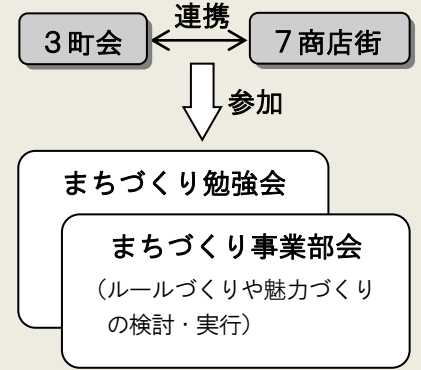 連携
３町会
７商店街
参加
まちづくり勉強会
まちづくり事業部会
（ルールづくりや魅力づくり
の検討・実行）